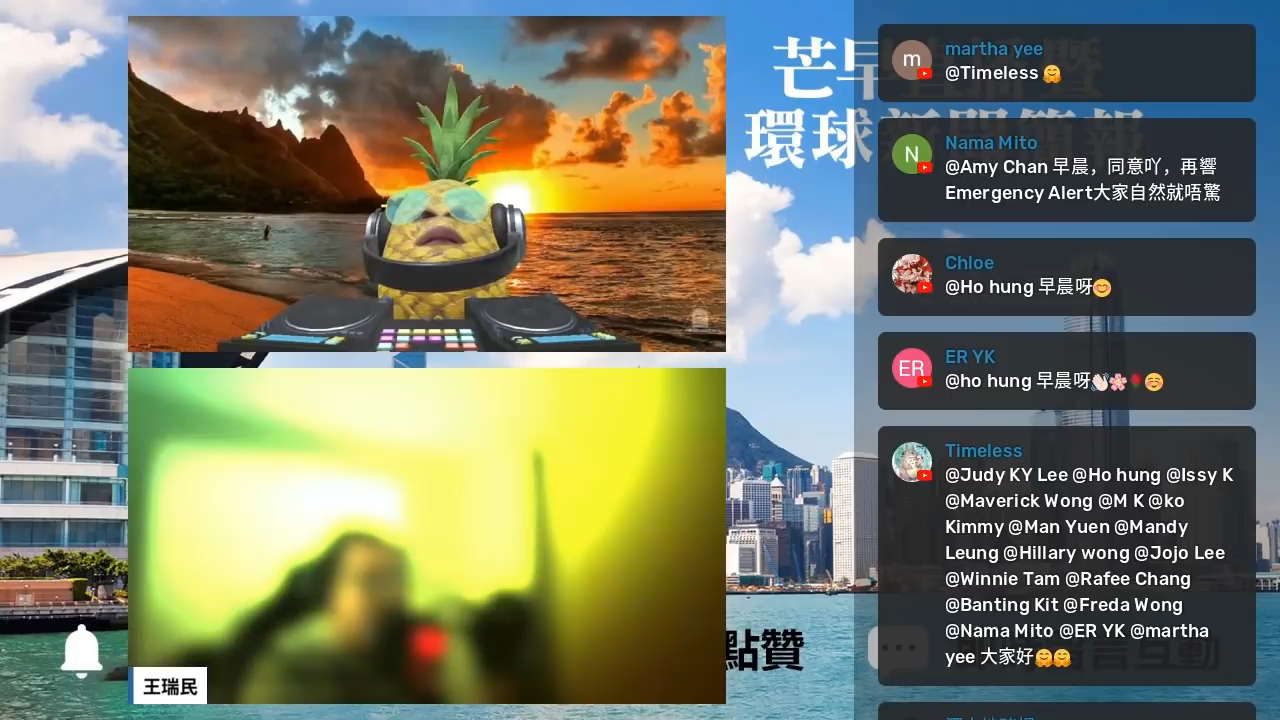 芒早
環球
martha yee
@Timeless 🤗
Nama Mito
@Amy Chan 早晨，同意吖，再響
Emergency Alert大家自然就唔驚
Chloe
@Ho hung 早晨呀😊
ER YK
@ho hung 早晨呀👋🏻🌸🌹☺️
Timeless
@Judy KY Lee @Ho hung @Issy K
@Maverick Wong @M K @ko
Kimmy @Man Yuen @Mandy
Leung @Hillary wong @Jojo Lee
@Winnie Tam @Rafee Chang
@Banting Kit @Freda Wong
@Nama Mito @ER YK @martha
yee 大家好🤗🤗
點贊
王瑞民
m
N
ER